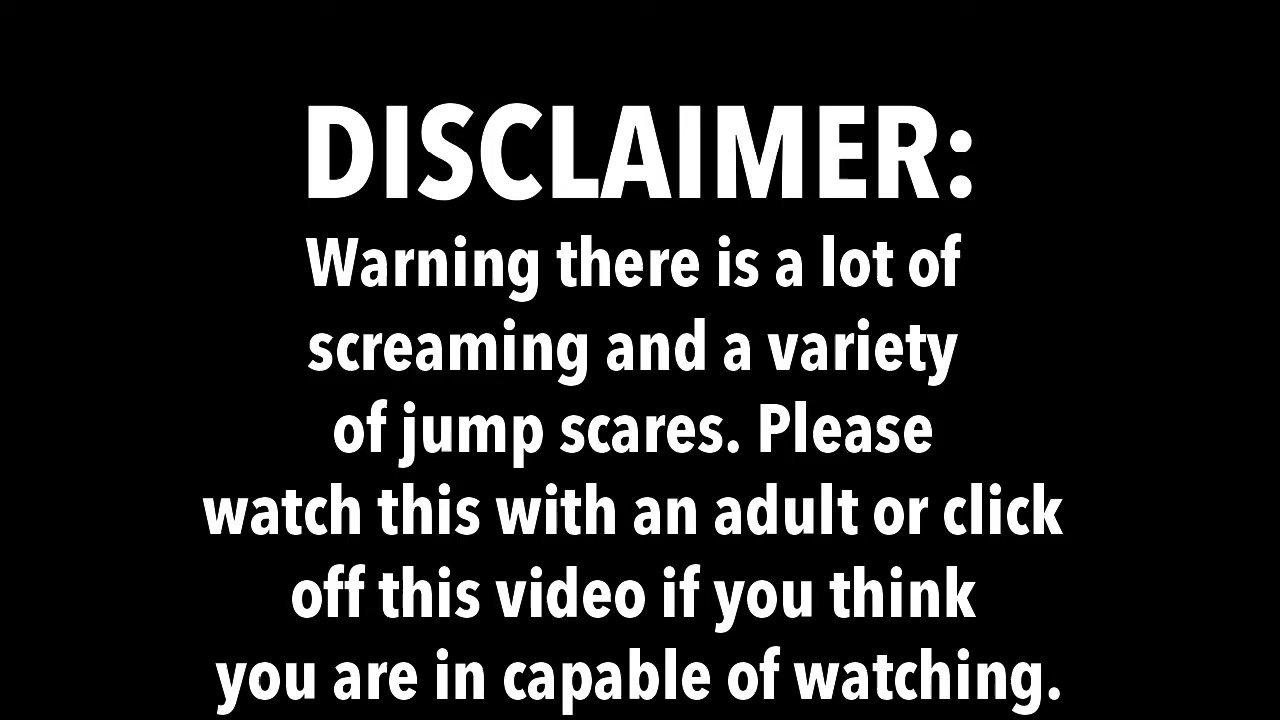 DISCLAIMER:
Warning there is a lot of
screaming and a variety
of jump scares. Please
watch this with an adult or click
off this video if you think
you are in capable of watching.